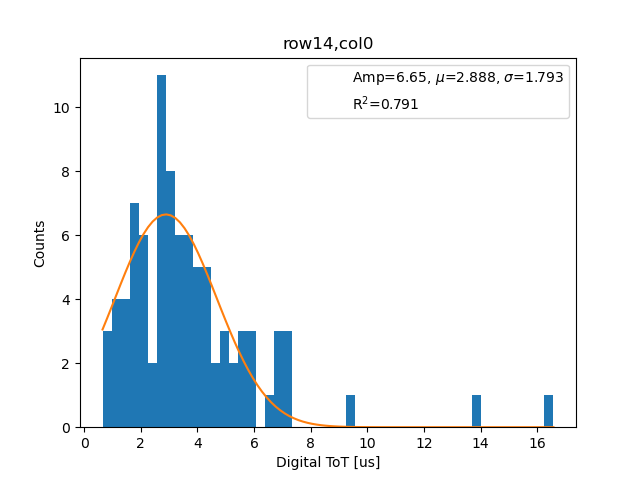 row14,col0
Amp=6.65, μ=2.888, σ=1.793
R²=0.791
Counts
10
8
6
4
2
0
0 2 4 6 8 10 12 14 16
Digital ToT [us]